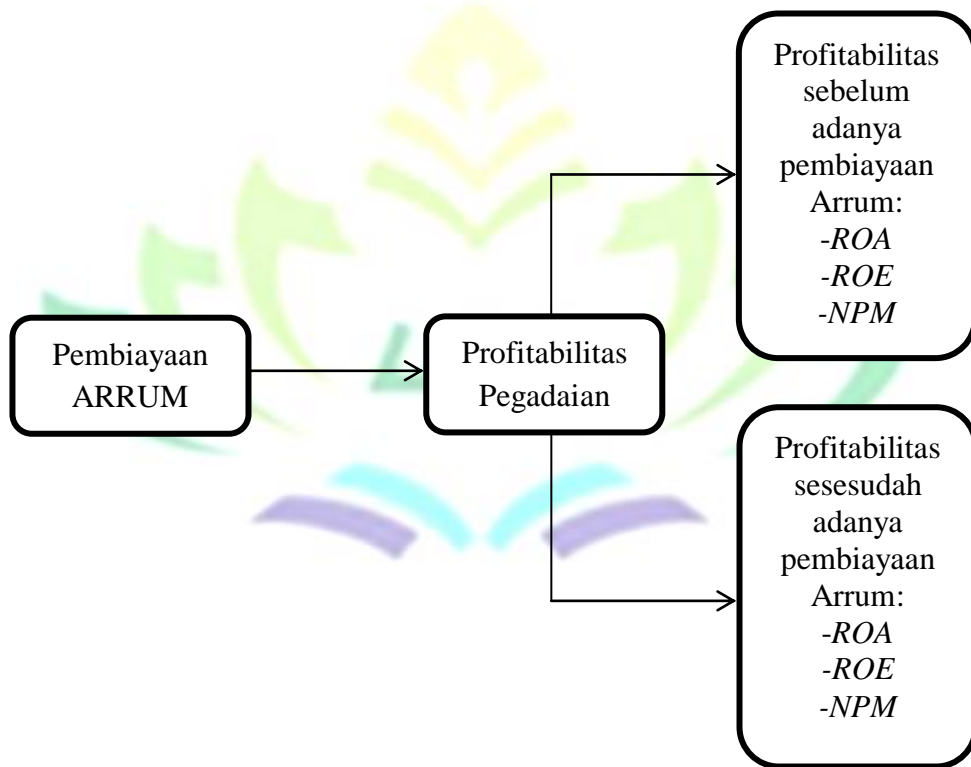 Pembiayaan
ARRUM
Profitabilitas
Pegadaian
Profitabilitas
sebelum
adanya
pembiayaan
Arrum:
-ROA
-ROE
-NPM
Profitabilitas
sesesudah
adanya
pembiayaan
Arrum:
-ROA
-ROE
-NPM